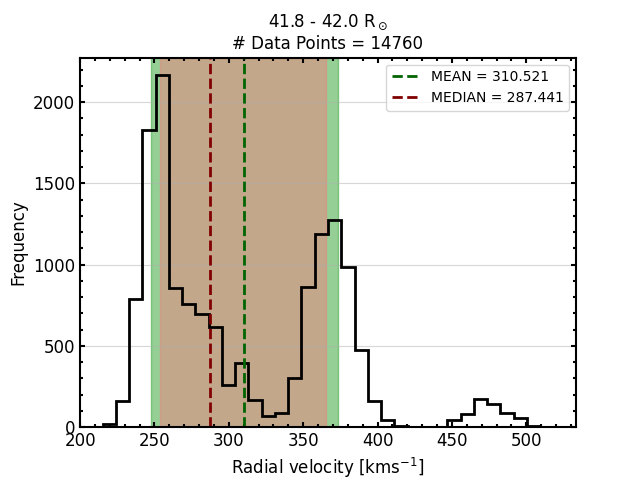 41.8 - 42.0 R⊙
# Data Points = 14760
MEAN = 310.521
MEDIAN = 287.441
Frequency
2000
1500
1000
500
0
200 250 300 350 400 450 500
Radial velocity [kms⁻¹]